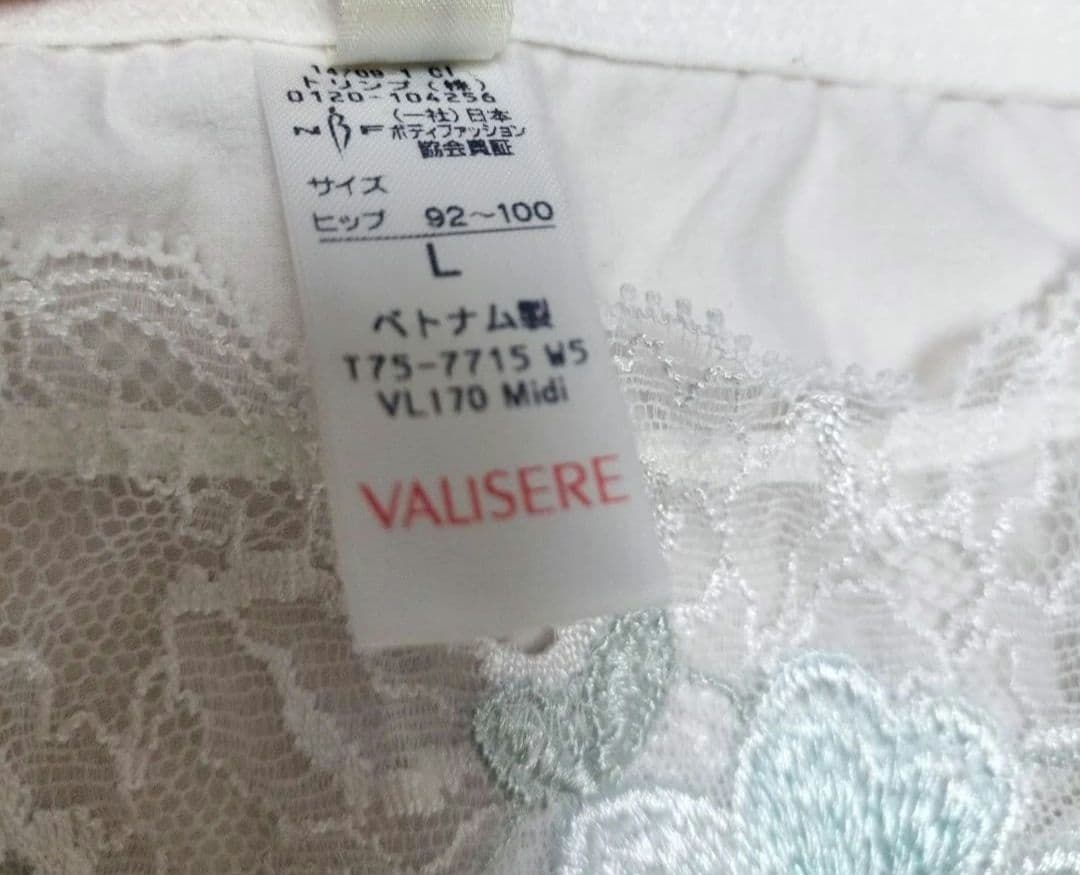 トリンプ(株)
0120-104256
NBF (一社)日本
ボディファッション
協会員証
サイズ
ヒップ 92～100
L
ベトナム製
T75-7715 W5
VL170 Midi
VALISERE